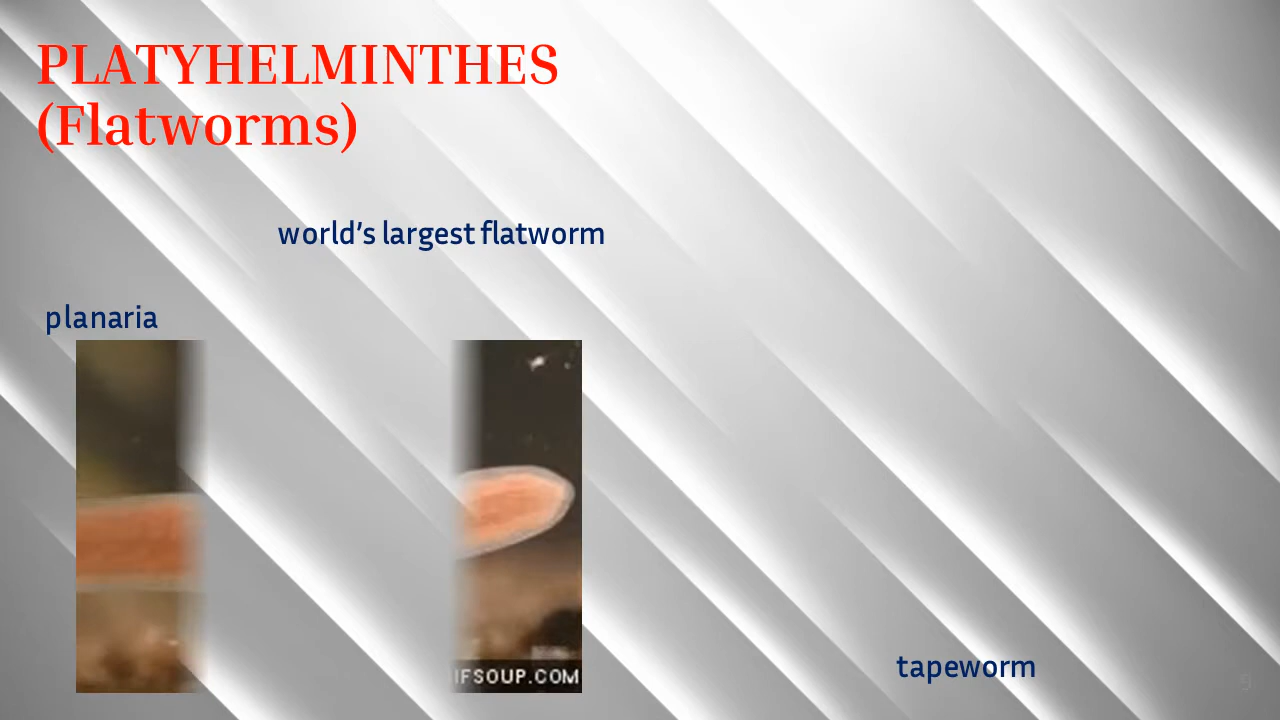 PLATYHELMINTHES
(Flatworms)
world's largest flatworm
planaria
IFSOUP.COM
tapeworm